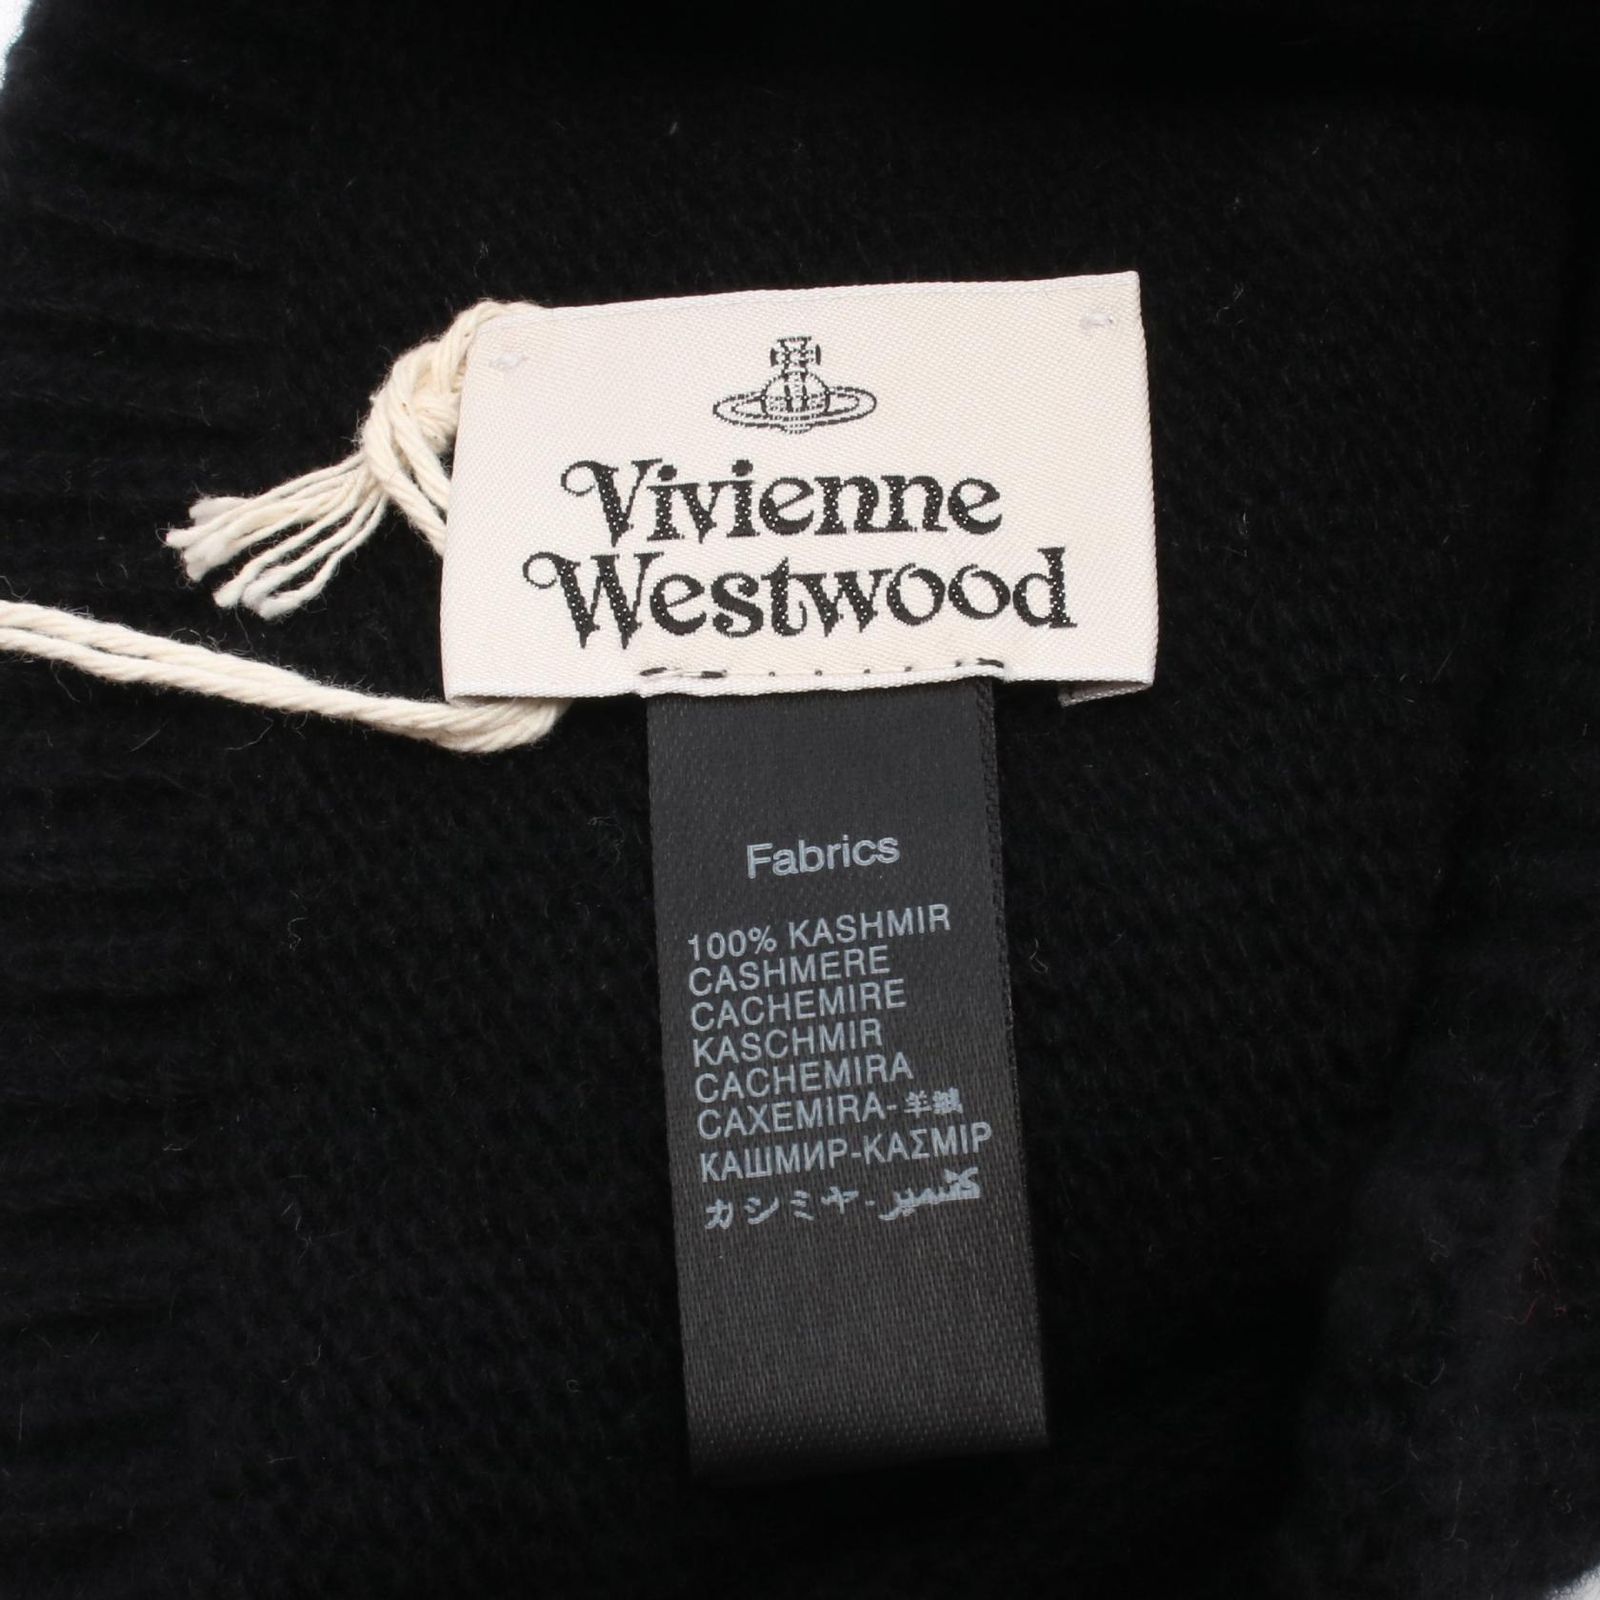 Vivienne
Westwood
Fabrics
100% KASHMIR
CASHMERE
CACHEMIRE
KASCHMIR
CACHEMIRA
CAXEMIRA-羊絨
КАШМИР-ΚΑΣΜΙΡ
カシミヤ-كشمير